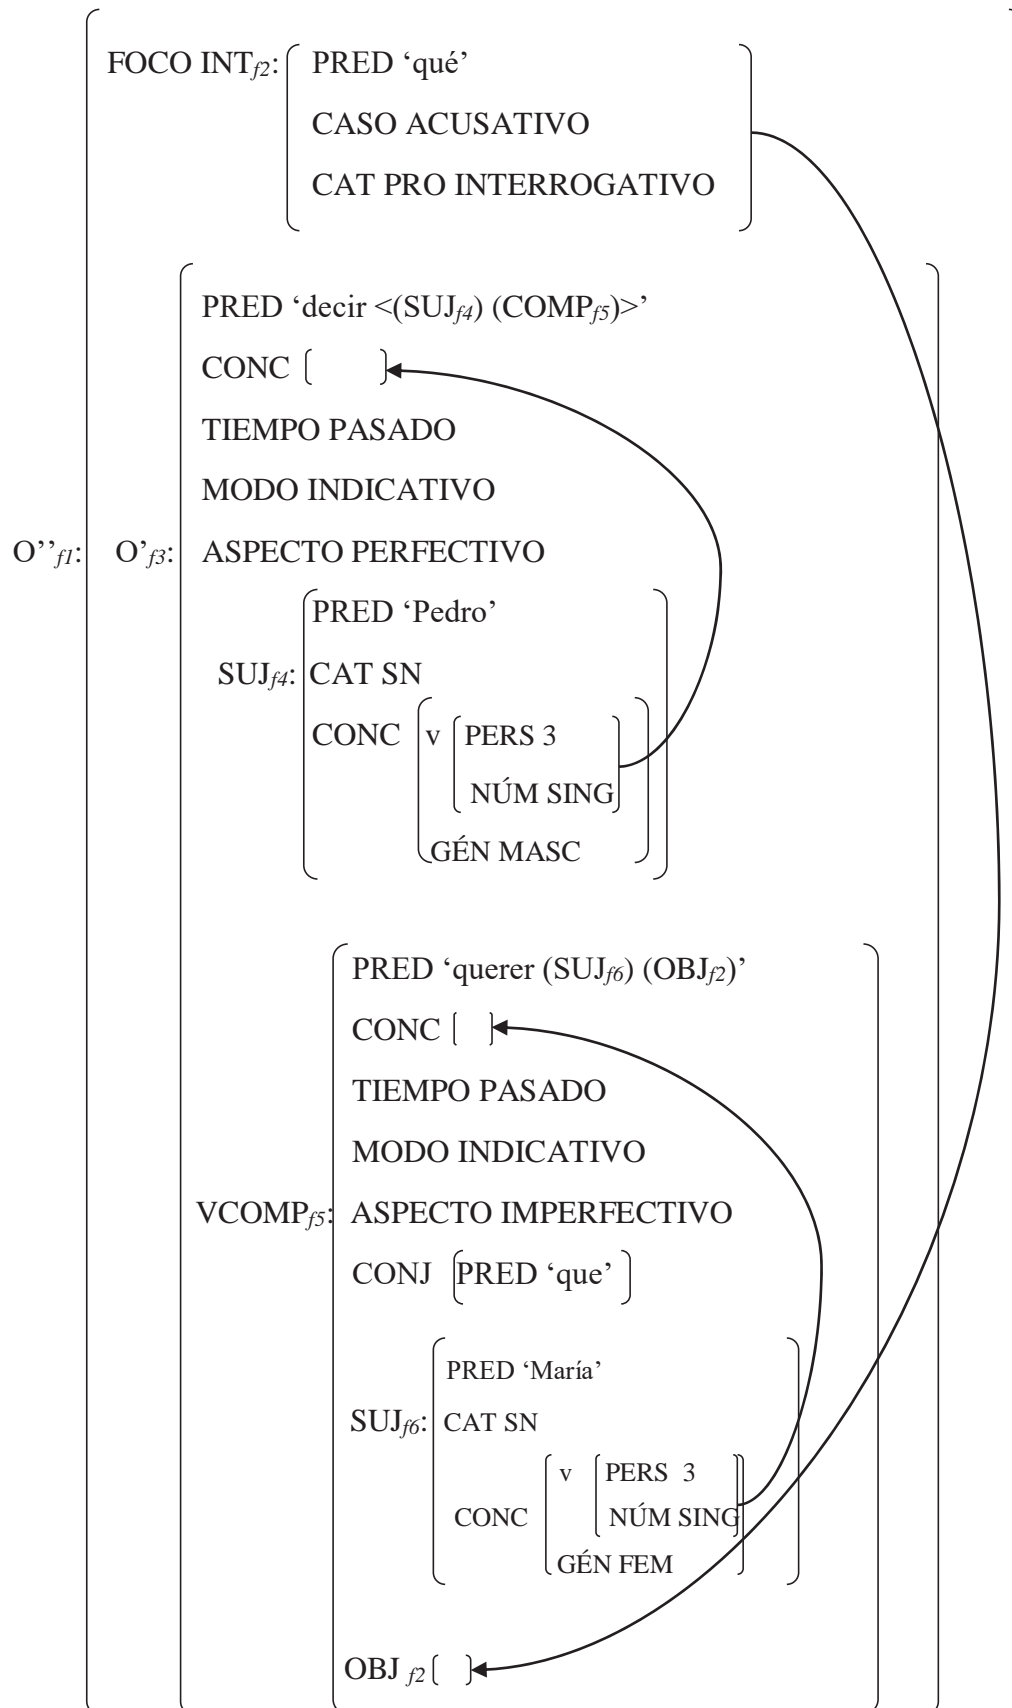 FOCO INTf2: PRED ‘qué’
CASO ACUSATIVO
CAT PRO INTERROGATIVO
PRED ‘decir <(SUJf4) (COMPf5)>’
CONC
TIEMPO PASADO
MODO INDICATIVO
O’’f1: O’f3: ASPECTO PERFECTIVO
PRED ‘Pedro’
SUJf4: CAT SN
CONC v PERS 3
NÚM SING
GÉN MASC
PRED ‘querer (SUJf6) (OBJf2)’
CONC
TIEMPO PASADO
MODO INDICATIVO
VCOMPf5: ASPECTO IMPERFECTIVO
CONJ PRED ‘que’
PRED ‘María’
SUJf6: CAT SN
v PERS 3
CONC NÚM SING
GÉN FEM
OBJ f2